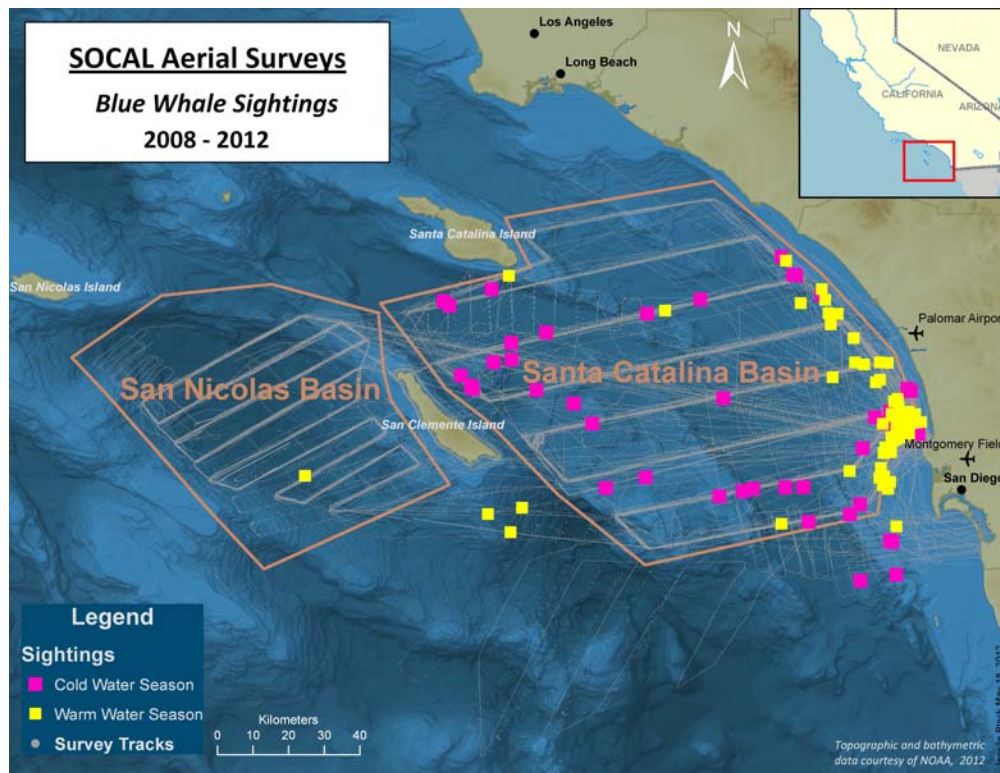 SOCAL Aerial Surveys
Blue Whale Sightings
2008 - 2012
Los Angeles
Long Beach
N
NEVADA
CALIFORNIA
ARIZONA
Santa Catalina Island
San Nicolas Island
Palomar Airport
San Nicolas Basin
Santa Catalina Basin
San Clemente Island
Montgomery Field
San Diego
Legend
Sightings
Cold Water Season
Warm Water Season
Survey Tracks
Kilometers
0 10 20 30 40
Topographic and bathymetric
data courtesy of NOAA, 2012